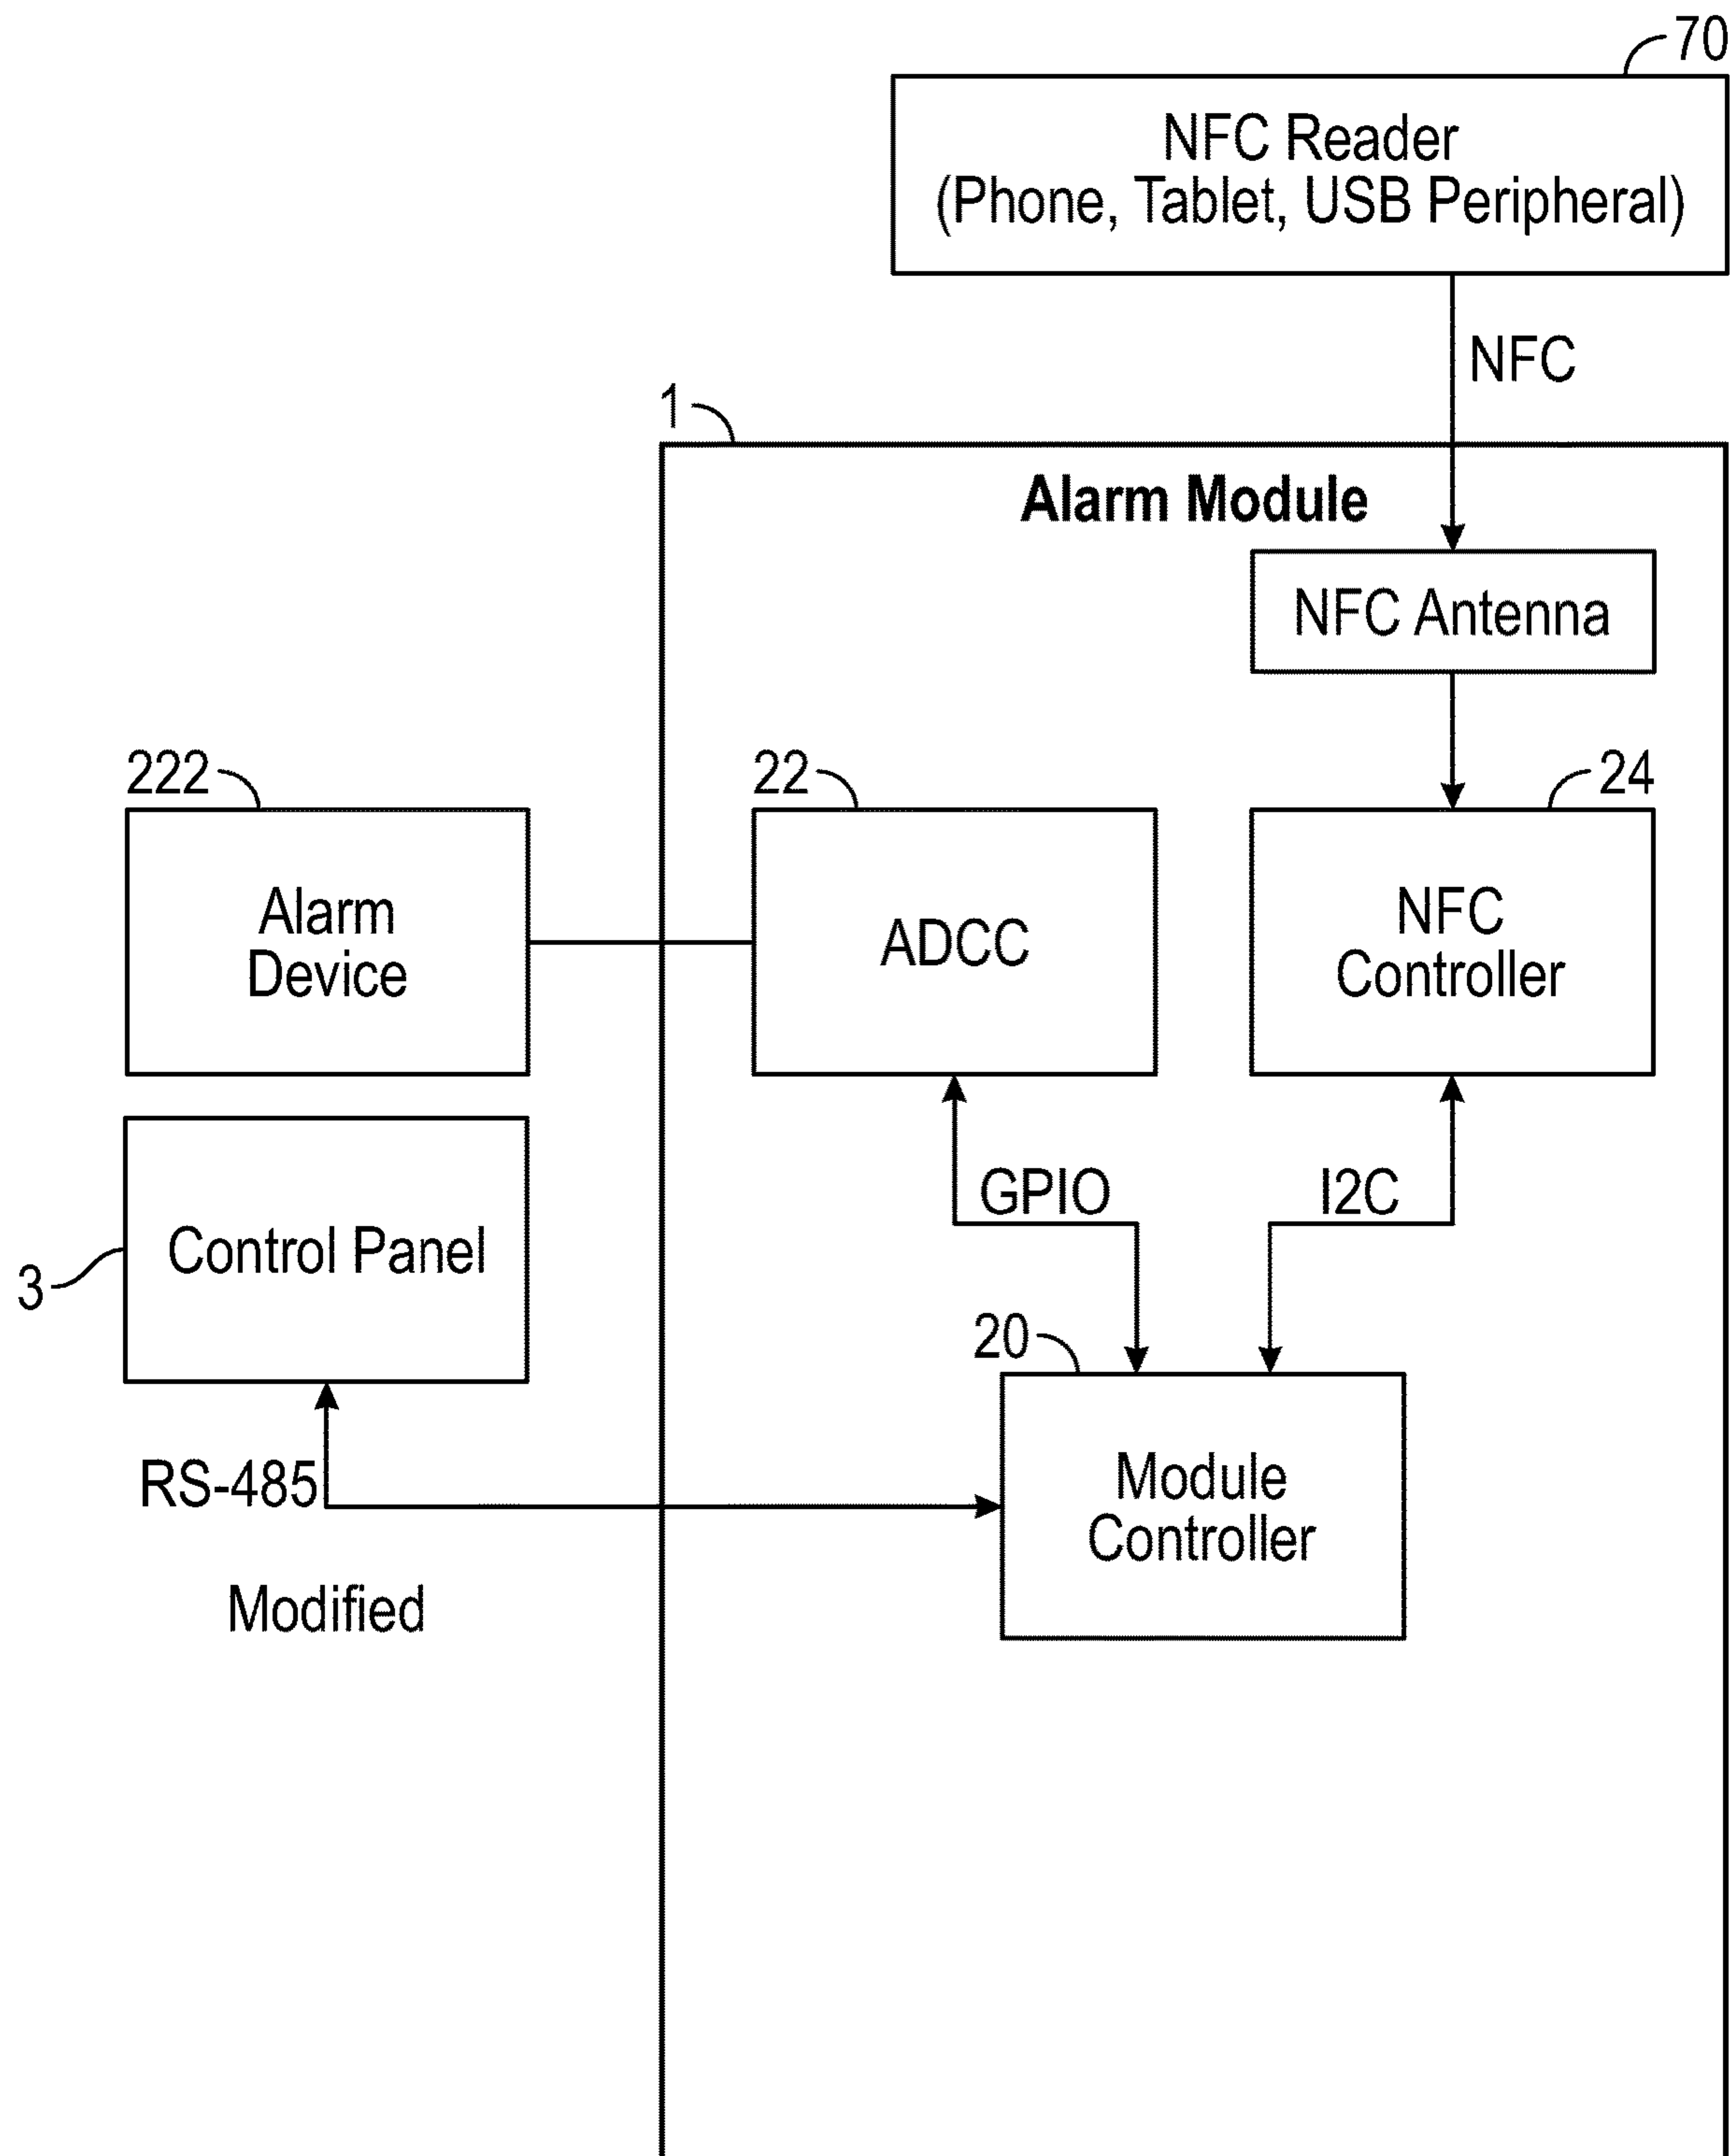 70
NFC Reader
(Phone, Tablet, USB Peripheral)
NFC
1
Alarm Module
NFC Antenna
222
22
24
Alarm
Device
ADCC
NFC
Controller
Control Panel
3
GPIO
I2C
20
RS-485
Module
Controller
Modified